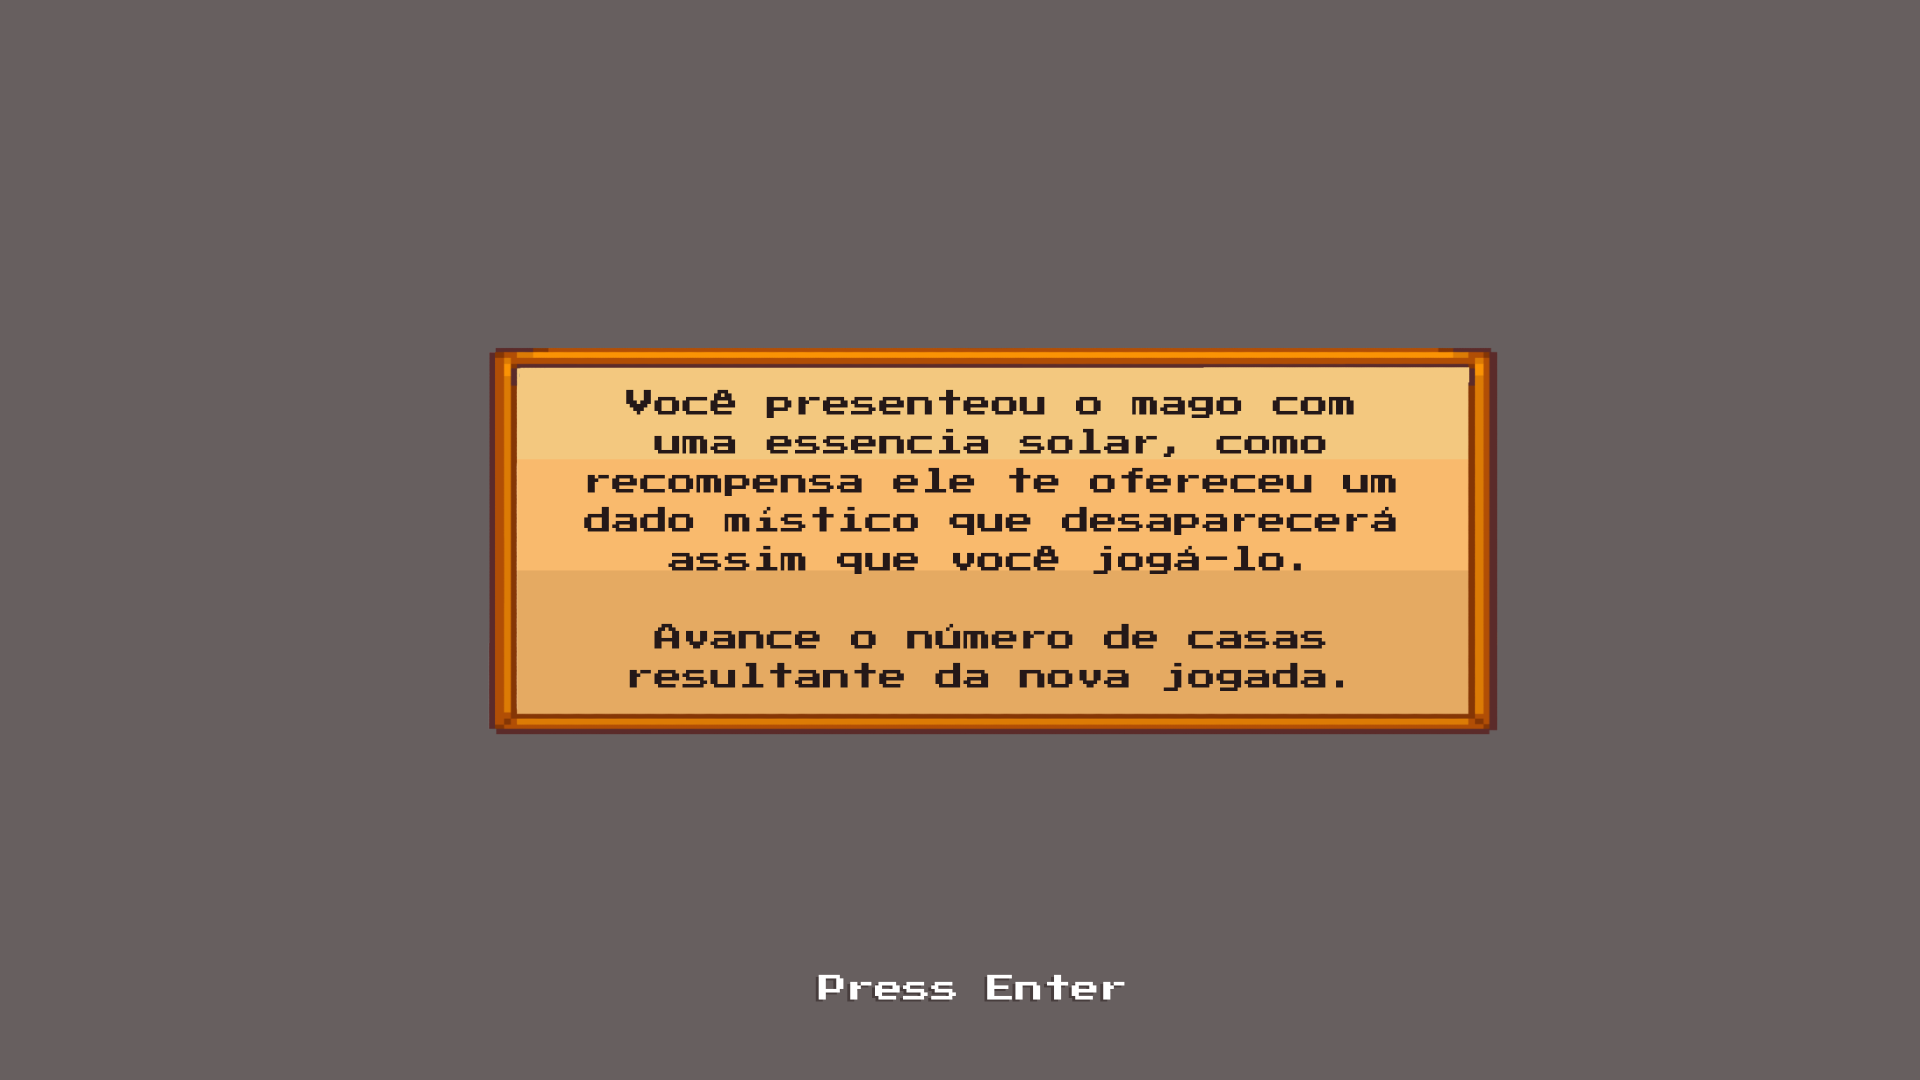 Você presenteou o mago com
uma essencia solar, como
recompensa ele te ofereceu um
dado místico que desaparecerá
assim que você jogá-lo.
Avance o número de casas
resultante da nova jogada.
Press Enter